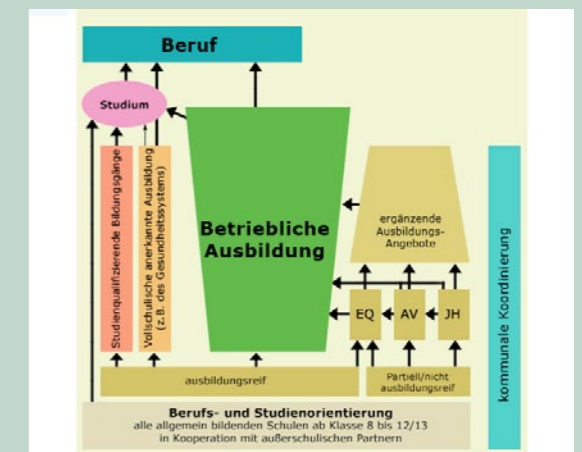 Beruf
Studium
Studienqualifizierende Bildungsgänge
Vollschulische anerkannte Ausbildung
(z.B. des Gesundheitssystems)
Betriebliche
Ausbildung
ergänzende
Ausbildungs-
Angebote
EQ
AV
JH
kommunale Koordinierung
ausbildungsreif
Partiell/nicht
ausbildungsreif
Berufs- und Studienorientierung
alle allgemein bildenden Schulen ab Klasse 8 bis 12/13
in Kooperation mit außerschulischen Partnern